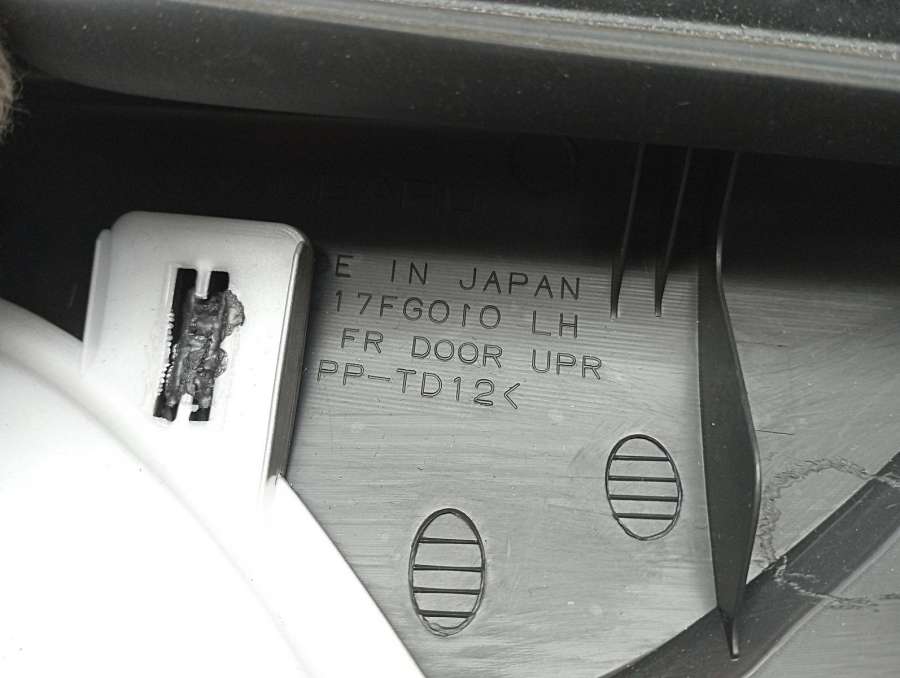 E IN JAPAN
17FG010 LH
FR DOOR UPR
PP-TD12<